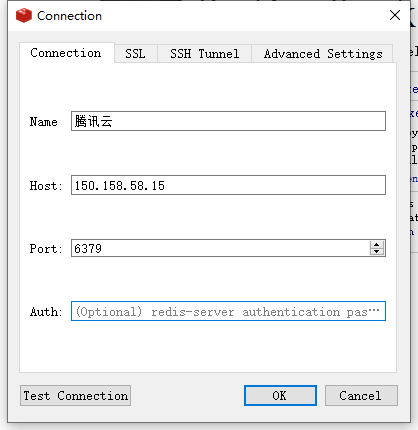 Connection
Connection SSL SSH Tunnel Advanced Settings
Name 腾讯云
Host: 150.158.58.15
Port: 6379
Auth: (Optional) redis-server authentication pas…
Test Connection OK Cancel